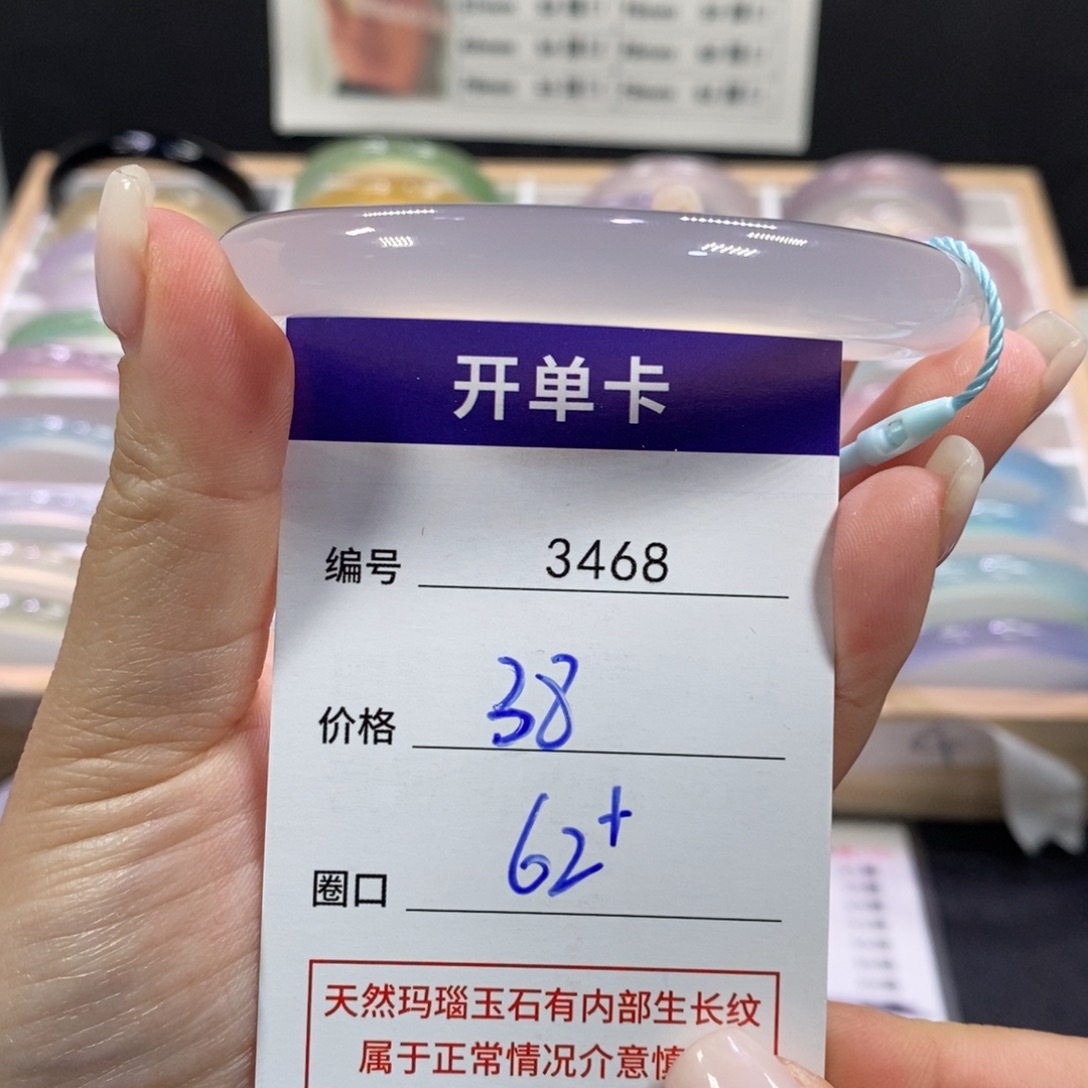 开单卡
编号 3468
价格 38
圈口 62+
天然玛瑙玉石有内部生长纹
属于正常情况介意慎